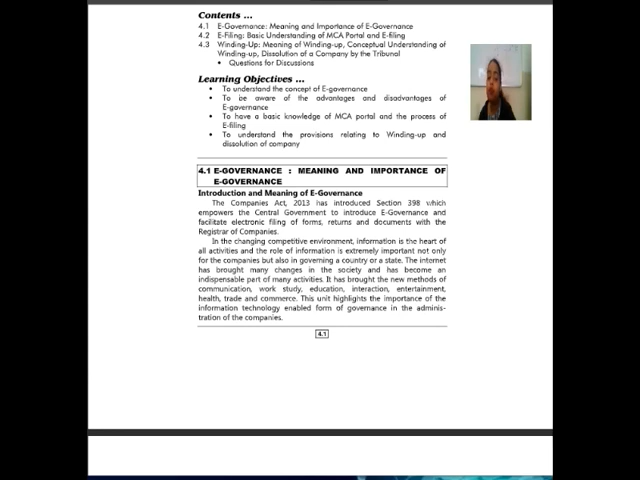 Contents ...
4.1 E-Governance: Meaning and Importance of E-Governance
4.2 E-Filing: Basic Understanding of MCA Portal and E-filing
4.3 Winding-Up: Meaning of Winding-up, Conceptual Understanding of
Winding-up, Dissolution of a Company by the Tribunal
• Questions for Discussions
Learning Objectives ...
• To understand the concept of E-governance
• To be aware of the advantages and disadvantages of
E-gavernance
• To have a basic knowledge of MCA portal and the process of
E-filing
• To understand the provisions relating to Winding-up and
dissolution of company
4.1 E-GOVERNANCE : MEANING AND IMPORTANCE OF
E-GOVERNANCE
Introduction and Meaning of E-Governance
The Companies Act, 2013 has introduced Section 398 which
empowers the Central Government to introduce E-Governance and
facilitate electronic filing of forms, returns and documents with the
Registrar of Companies.
In the changing competitive environment, information is the heart of
all activities and the role of information is extremely important not only
for the companies but also in governing a country or a state. The internet
has brought many changes in the society and has become an
indispensable part of many activities. It has brought the new methods of
communication, work study, education, interaction, entertainment,
health, trade and commerce. This unit highlights the importance of the
information technology enabled form of governance in the adminis-
tration of the companies.
4.1